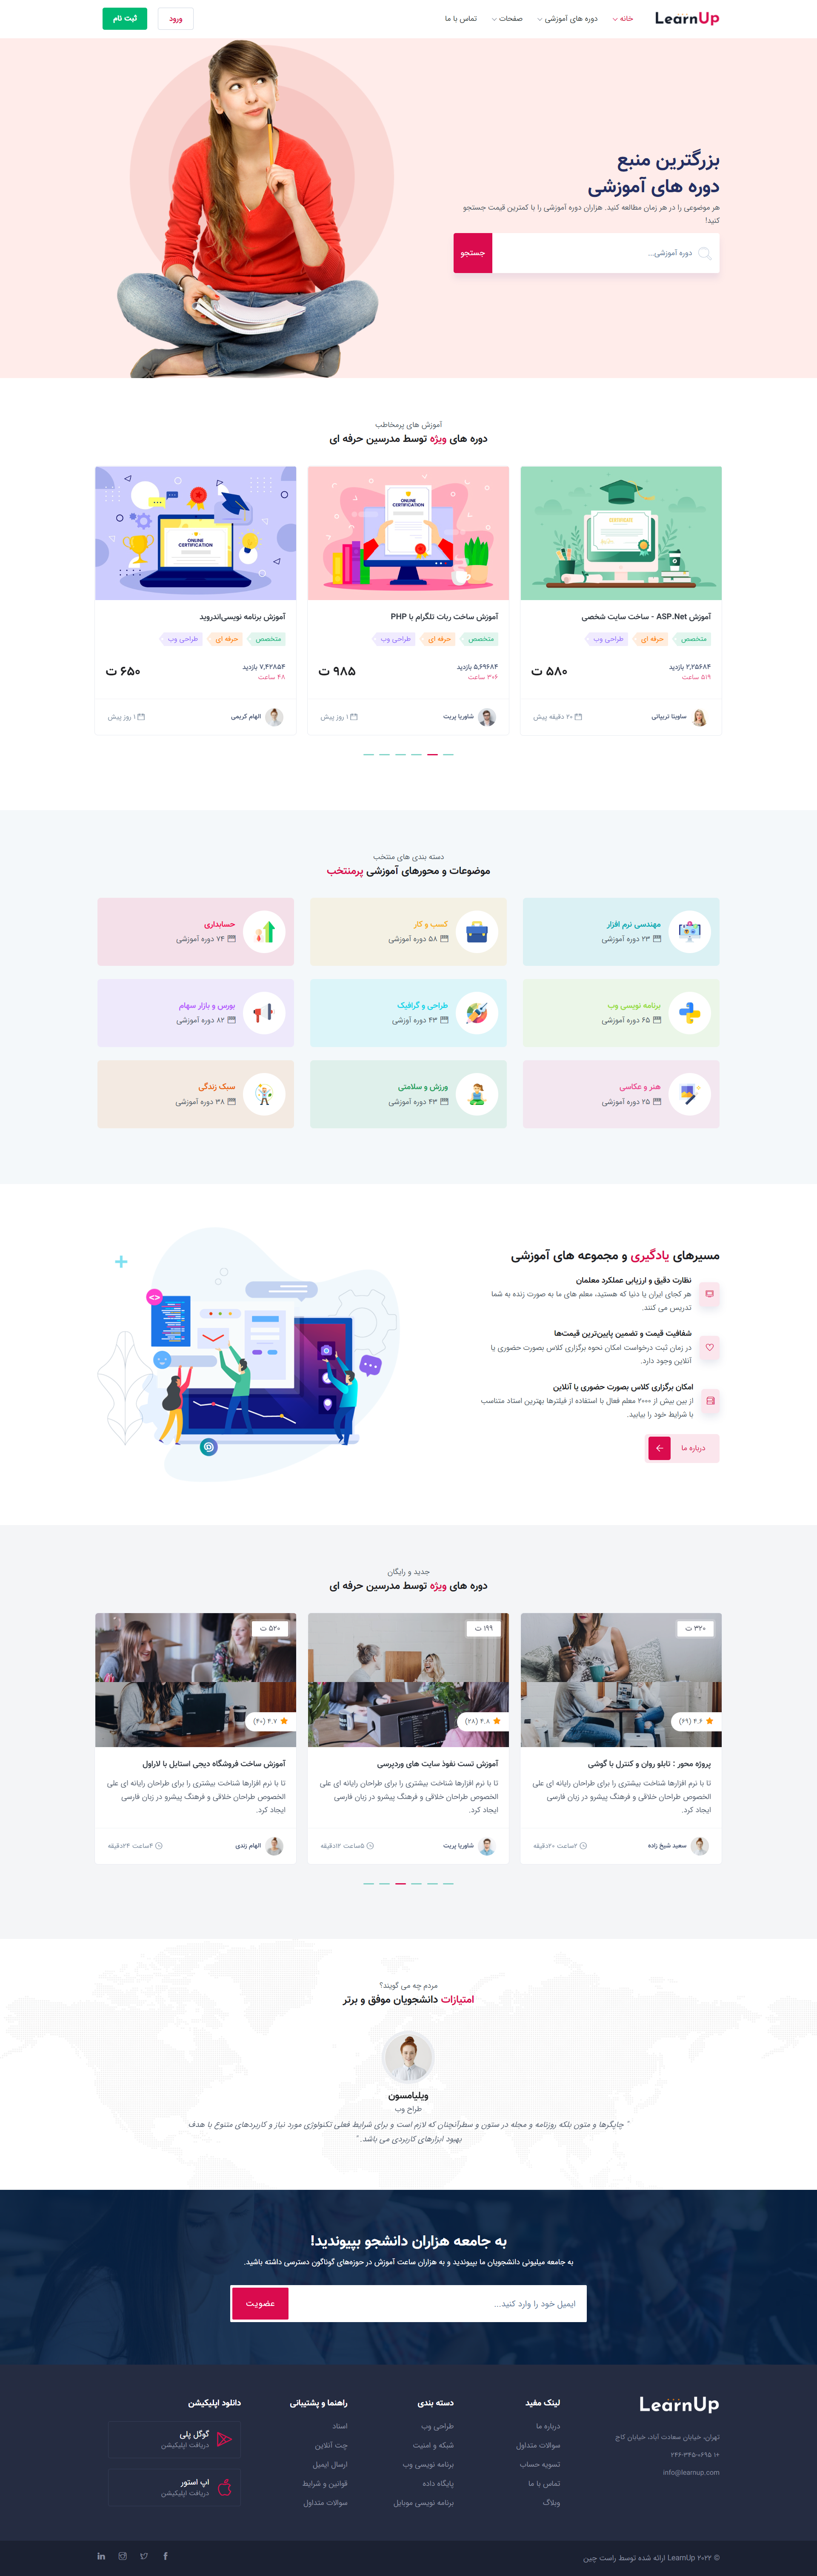 LearnUp
خانه
دوره های آموزشی
صفحات
تماس با ما
ورود
ثبت نام
بزرگترین منبع
دوره های آموزشی
هر موضوعی را در هر زمان مطالعه کنید. هزاران دوره آموزشی را با کمترین قیمت جستجو
کنید!
دوره آموزشی...
جستجو
آموزش های پرمخاطب
دوره های ویژه توسط مدرسین حرفه ای
آموزش ASP.Net - ساخت سایت شخصی
متخصص
حرفه ای
طراحی وب
۲,۲۵۶۸۴ بازدید
۵۱۹ ساعت
۵۸۰ ت
ساویتا تریپاتی
۲۰ دقیقه پیش
ONLINE
CERTIFICATION
آموزش ساخت ربات تلگرام با PHP
متخصص
حرفه ای
طراحی وب
۵,۶۹۶۸۴ بازدید
۳۰۶ ساعت
۹۸۵ ت
شاوریا پریت
۱ روز پیش
ONLINE
CERTIFICATION
آموزش برنامه نویسی‌اندروید
متخصص
حرفه ای
طراحی وب
۷,۴۲۸۵۴ بازدید
۴۸ ساعت
۶۵۰ ت
الهام کریمی
۱ روز پیش
دسته بندی های منتخب
موضوعات و محورهای آموزشی پرمنتخب
مهندسی نرم افزار
۲۳ دوره آموزشی
کسب و کار
۵۸ دوره آموزشی
حسابداری
۷۴ دوره آموزشی
برنامه نویسی وب
۶۵ دوره آموزشی
طراحی و گرافیک
۴۳ دوره آوزشی
بورس و بازار سهام
۸۲ دوره آموزشی
هنر و عکاسی
۲۵ دوره آموزشی
ورزش و سلامتی
۴۳ دوره آموزشی
سبک زندگی
۳۸ دوره آموزشی
مسیرهای یادگیری و مجموعه های آموزشی
نظارت دقیق و ارزیابی عملکرد معلمان
هر کجای ایران یا دنیا که هستید، معلم های ما به صورت زنده به شما
تدریس می کنند.
شفافیت قیمت و تضمین پایین‌ترین قیمت‌ها
در زمان ثبت درخواست امکان نحوه برگزاری کلاس بصورت حضوری یا
آنلاین وجود دارد.
امکان برگزاری کلاس بصورت حضوری یا آنلاین
از بین بیش از ۲۰۰۰ معلم فعال با استفاده از فیلترها بهترین استاد متناسب
با شرایط خود را بیابید.
درباره ما
جدید و رایگان
دوره های ویژه توسط مدرسین حرفه ای
۳۲۰ ت
۴.۶ (۶۹)
پروژه محور : تابلو روان و کنترل با گوشی
تا با نرم افزارها شناخت بیشتری را برای طراحان رایانه ای علی
الخصوص طراحان خلاقی و فرهنگ پیشرو در زبان فارسی
ایجاد کرد.
سعید شیخ زاده
۲ساعت ۲۰دقیقه
۱۹۹ ت
۴.۸ (۲۸)
آموزش تست نفوذ سایت های وردپرسی
تا با نرم افزارها شناخت بیشتری را برای طراحان رایانه ای علی
الخصوص طراحان خلاقی و فرهنگ پیشرو در زبان فارسی
ایجاد کرد.
شاوریا پریت
۵ساعت ۱۲دقیقه
۵۲۰ ت
۴.۷ (۴۰)
آموزش ساخت فروشگاه دیجی استایل با لاراول
تا با نرم افزارها شناخت بیشتری را برای طراحان رایانه ای علی
الخصوص طراحان خلاقی و فرهنگ پیشرو در زبان فارسی
ایجاد کرد.
الهام زندی
۴ساعت ۲۴دقیقه
مردم چه می گویند؟
امتیازات دانشجویان موفق و برتر
ویلیامسون
طراح وب
" چاپگرها و متون بلکه روزنامه و مجله در ستون و سطرآنچنان که لازم است و برای شرایط فعلی تکنولوژی مورد نیاز و کاربردهای متنوع با هدف
بهبود ابزارهای کاربردی می باشد. "
به جامعه هزاران دانشجو بپیوندید!
به جامعه میلیونی دانشجویان ما بپیوندید و به هزاران ساعت آموزش در حوزه‌های گوناگون دسترسی داشته باشید.
ایمیل خود را وارد کنید...
عضویت
LearnUp
تهران، خیابان سعادت آباد، خیابان کاج
۱+ ۲۴۶-۳۴۵-۰۶۹۵
info@learnup.com
لینک مفید
درباره ما
سوالات متداول
تسویه حساب
تماس با ما
وبلاگ
دسته بندی
طراحی وب
شبکه و امنیت
برنامه نویسی وب
پایگاه داده
برنامه نویسی موبایل
راهنما و پشتیبانی
اسناد
چت آنلاین
ارسال ایمیل
قوانین و شرایط
سوالات متداول
دانلود اپلیکیشن
گوگل پلی
دریافت اپلیکیشن
اپ استور
دریافت اپلیکیشن
© ۲۰۲۲ LearnUp ارائه شده توسط راست چین